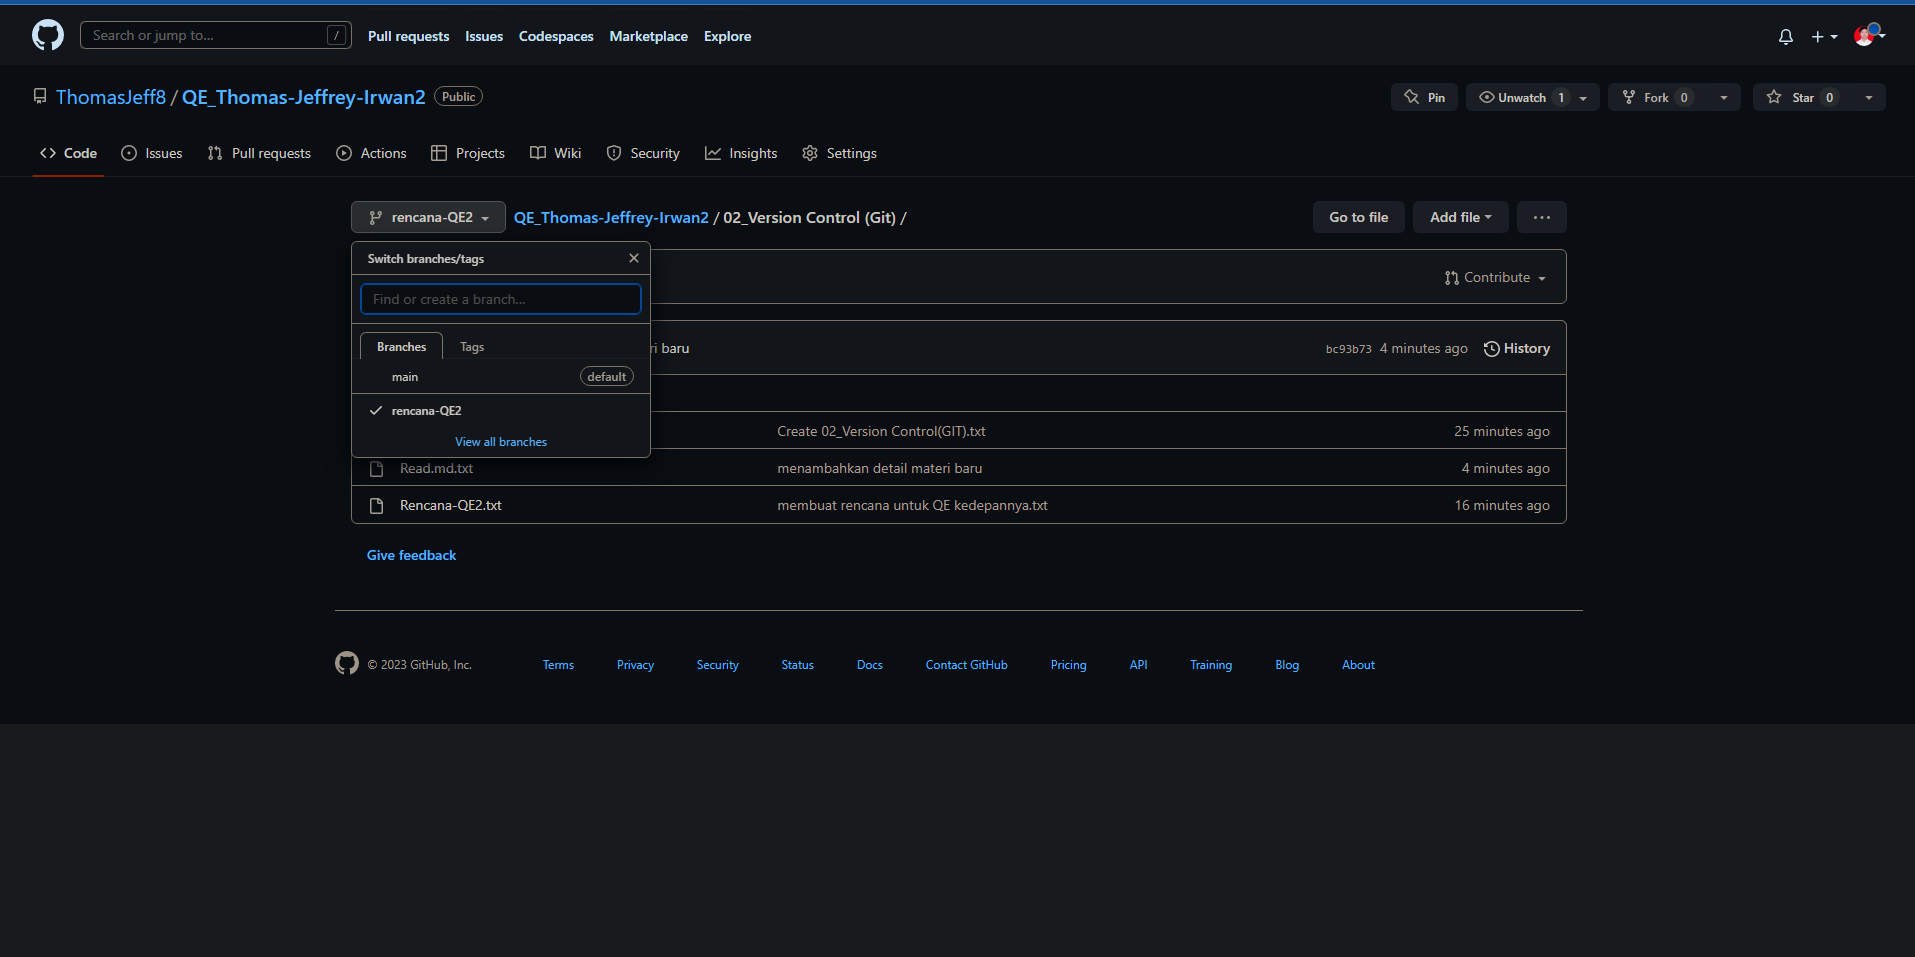 Search or jump to... /
Pull requests Issues Codespaces Marketplace Explore
ThomasJeff8 / QE_Thomas-Jeffrey-Irwan2 Public
Pin Unwatch 1 Fork 0 Star 0
Code Issues Pull requests Actions Projects Wiki Security Insights Settings
rencana-QE2 QE_Thomas-Jeffrey-Irwan2 / 02_Version Control (Git) /
Go to file Add file ...
Switch branches/tags
Contribute
Find or create a branch...
Branches Tags
ri baru
bc93b73 4 minutes ago History
main default
rencana-QE2
View all branches
Create 02_Version Control(GIT).txt 25 minutes ago
Read.md.txt menambahkan detail materi baru 4 minutes ago
Rencana-QE2.txt membuat rencana untuk QE kedepannya.txt 16 minutes ago
Give feedback
© 2023 GitHub, Inc. Terms Privacy Security Status Docs Contact GitHub Pricing API Training Blog About